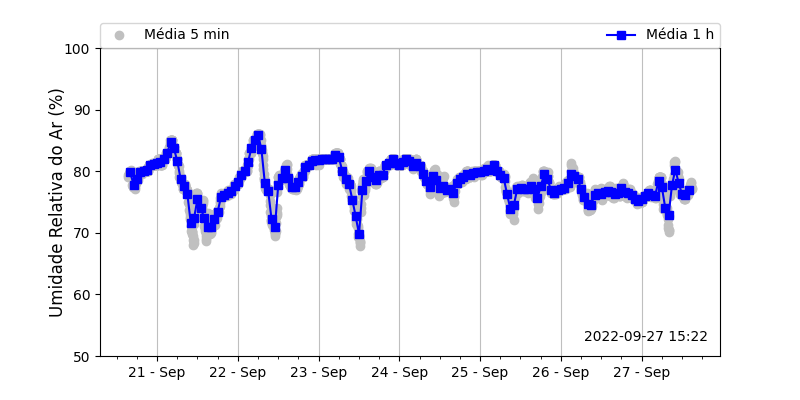 Média 5 min
Média 1 h
Umidade Relativa do Ar (%)
100
90
80
70
60
50
2022-09-27 15:22
21 - Sep
22 - Sep
23 - Sep
24 - Sep
25 - Sep
26 - Sep
27 - Sep